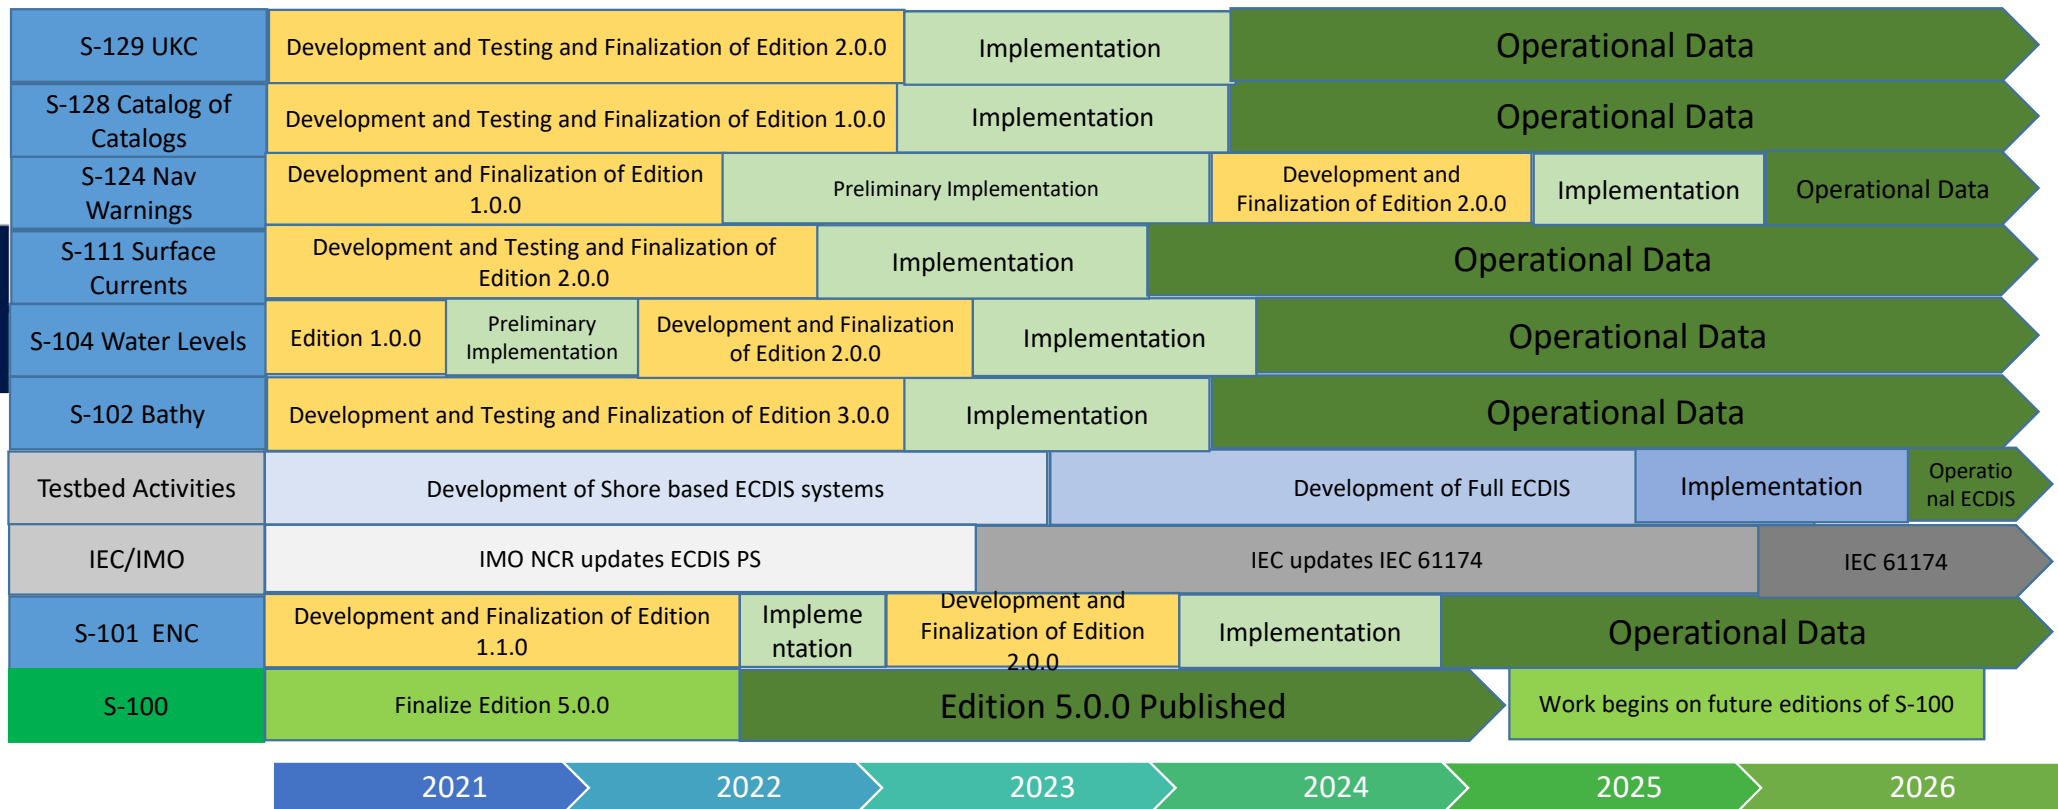 S-129 UKC
Development and Testing and Finalization of Edition 2.0.0
Implementation
Operational Data
S-128 Catalog of
Catalogs
Development and Testing and Finalization of Edition 1.0.0
Implementation
Operational Data
S-124 Nav
Warnings
Development and Finalization of Edition
1.0.0
Preliminary Implementation
Development and
Finalization of Edition 2.0.0
Implementation
Operational Data
S-111 Surface
Currents
Development and Testing and Finalization of
Edition 2.0.0
Implementation
Operational Data
S-104 Water Levels
Edition 1.0.0
Preliminary
Implementation
Development and Finalization
of Edition 2.0.0
Implementation
Operational Data
S-102 Bathy
Development and Testing and Finalization of Edition 3.0.0
Implementation
Operational Data
Testbed Activities
Development of Shore based ECDIS systems
Development of Full ECDIS
Implementation
Operatio
nal ECDIS
IEC/IMO
IMO NCR updates ECDIS PS
IEC updates IEC 61174
IEC 61174
S-101 ENC
Development and Finalization of Edition
1.1.0
Impleme
ntation
Development and
Finalization of Edition
2.0.0
Implementation
Operational Data
S-100
Finalize Edition 5.0.0
Edition 5.0.0 Published
Work begins on future editions of S-100
2021
2022
2023
2024
2025
2026